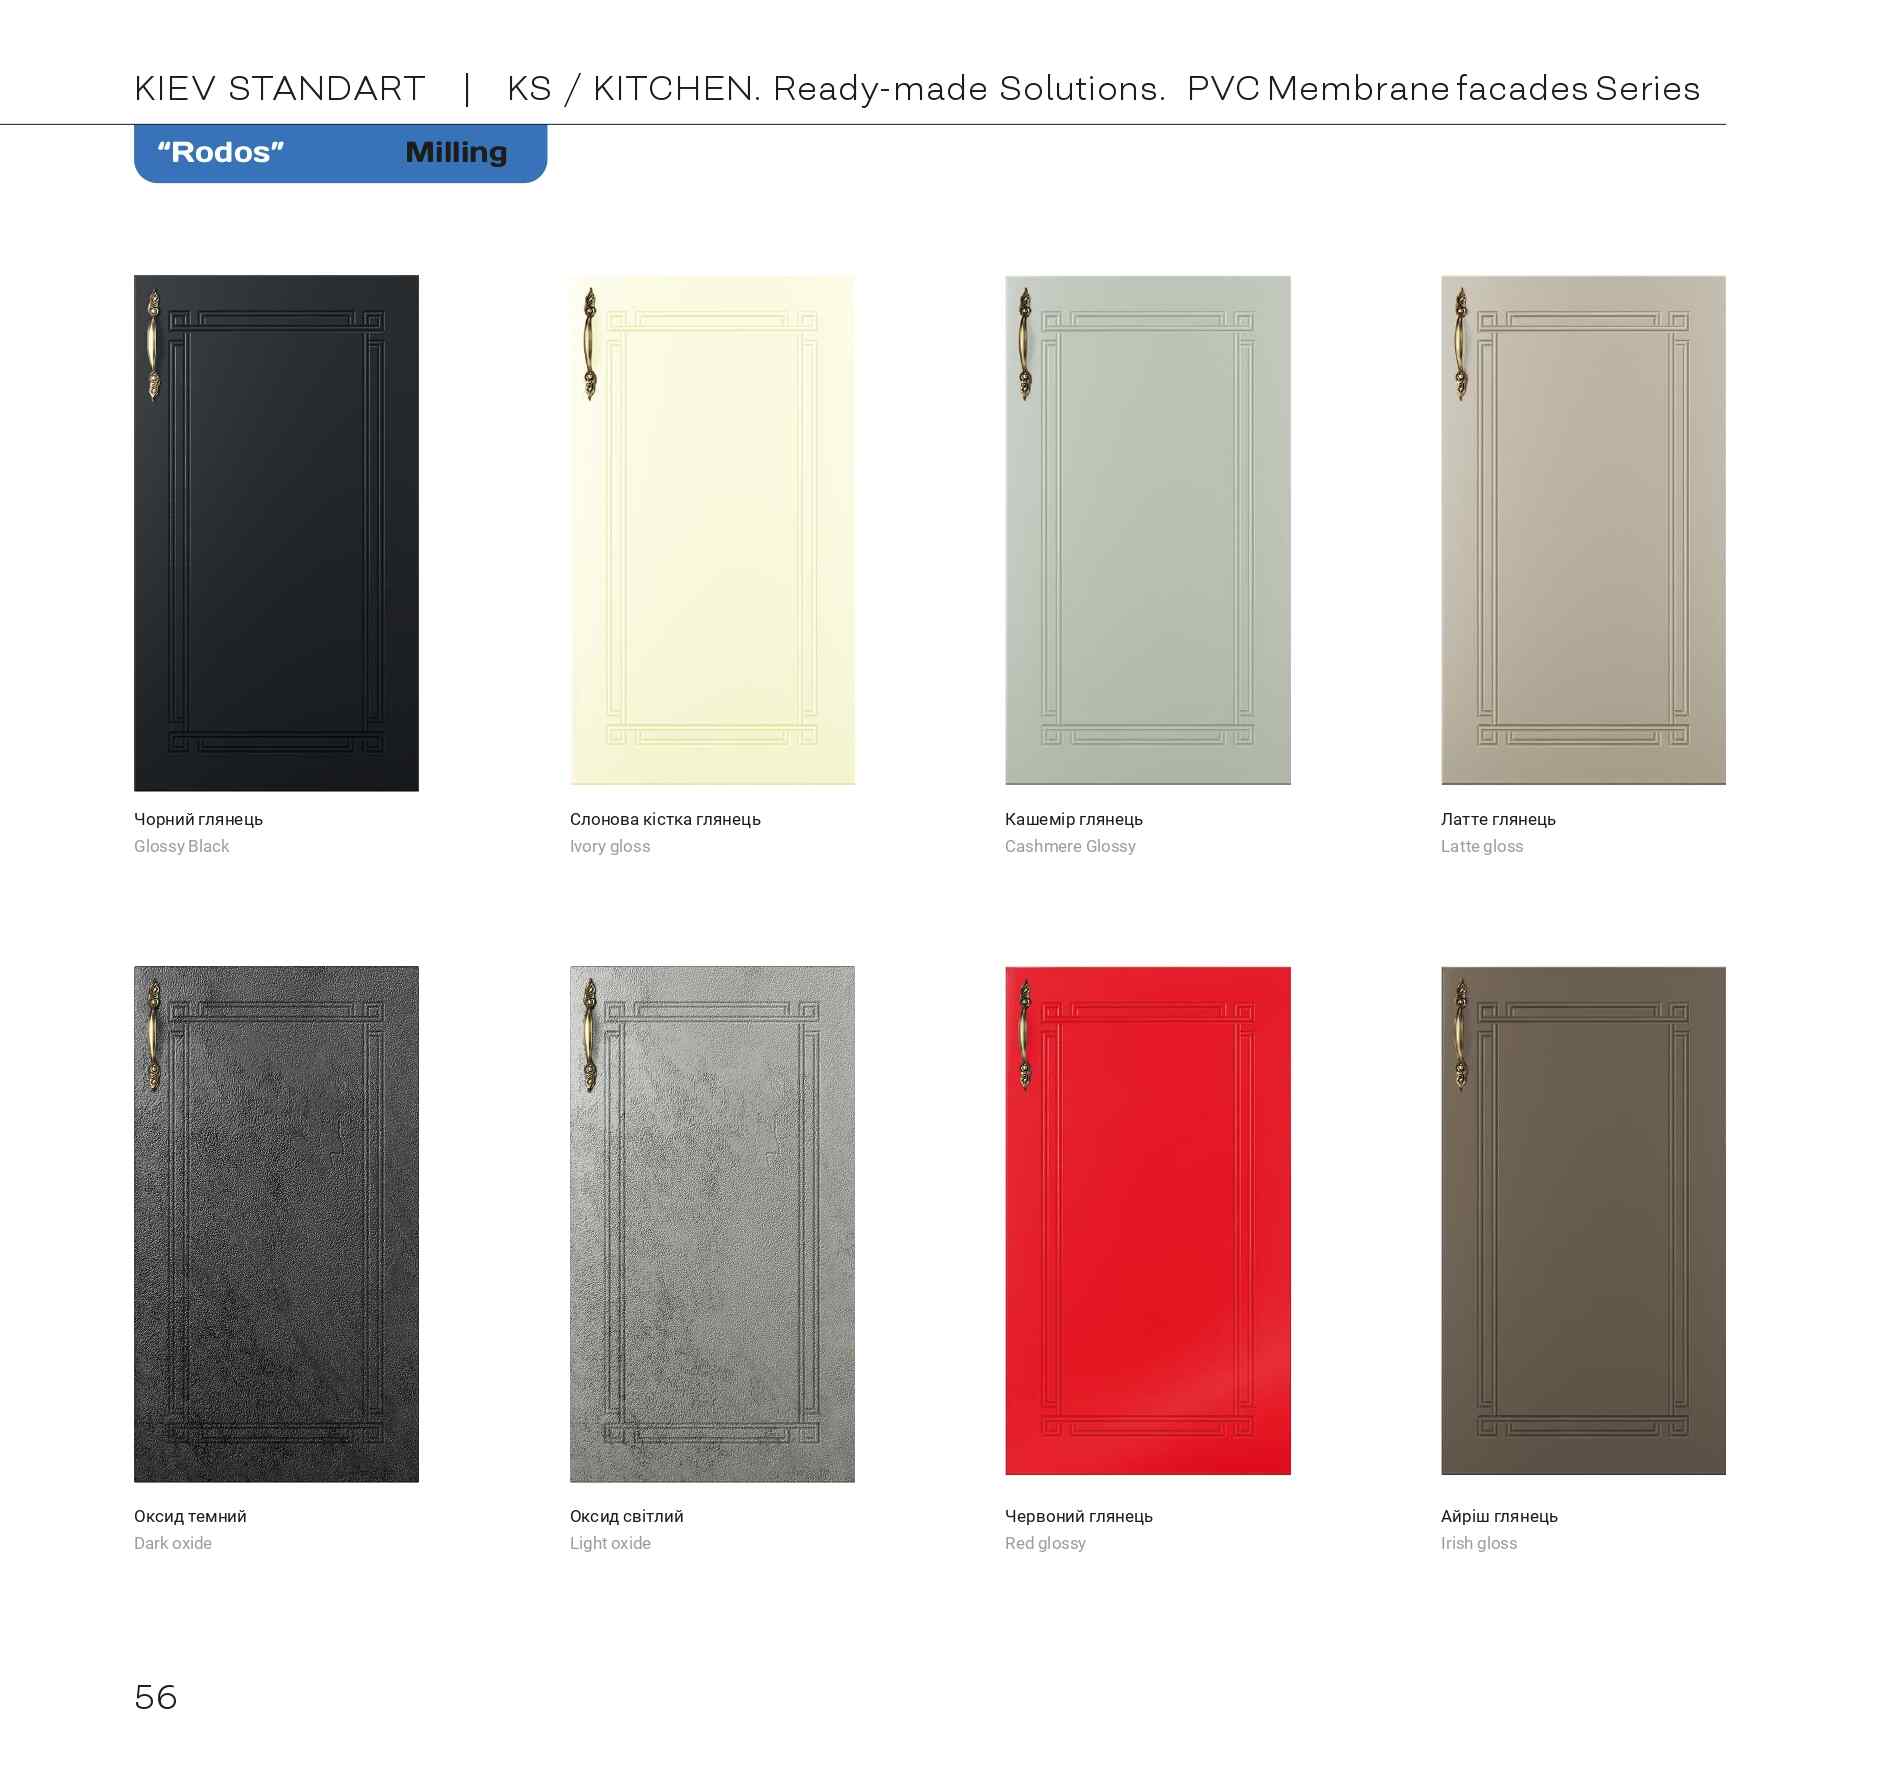 KIEV STANDART | KS / KITCHEN. Ready-made Solutions. PVC Membrane facades Series
“Rodos” Milling
Чорний глянець
Glossy Black
Слонова кістка глянець
Ivory gloss
Кашемір глянець
Cashmere Glossy
Латте глянець
Latte gloss
Оксид темний
Dark oxide
Оксид світлий
Light oxide
Червоний глянець
Red glossy
Айріш глянець
Irish gloss
56